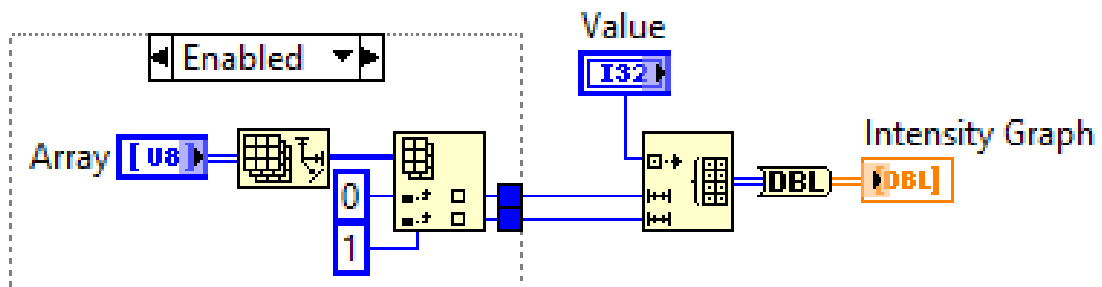 Value
Enabled
I32
Intensity Graph
Array
[U8]
DBL
[DBL]
0
1